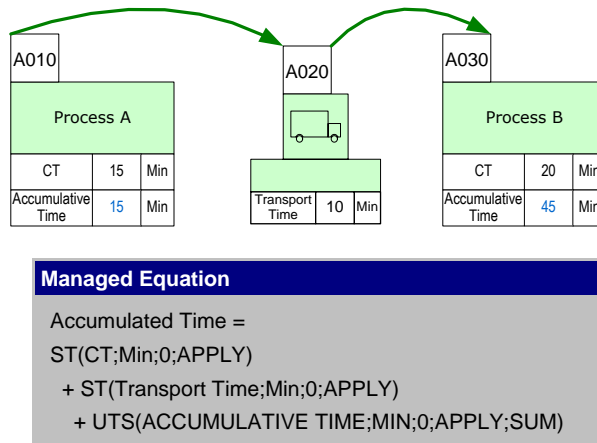 A010
A020
A030
Process A
Process B
CT 15 Min
Accumulative Time 15 Min
Transport Time 10 Min
CT 20 Min
Accumulative Time 45 Min
Managed Equation
Accumulated Time =
ST(CT;Min;0;APPLY)
+ ST(Transport Time;Min;0;APPLY)
+ UTS(ACCUMULATIVE TIME;MIN;0;APPLY;SUM)